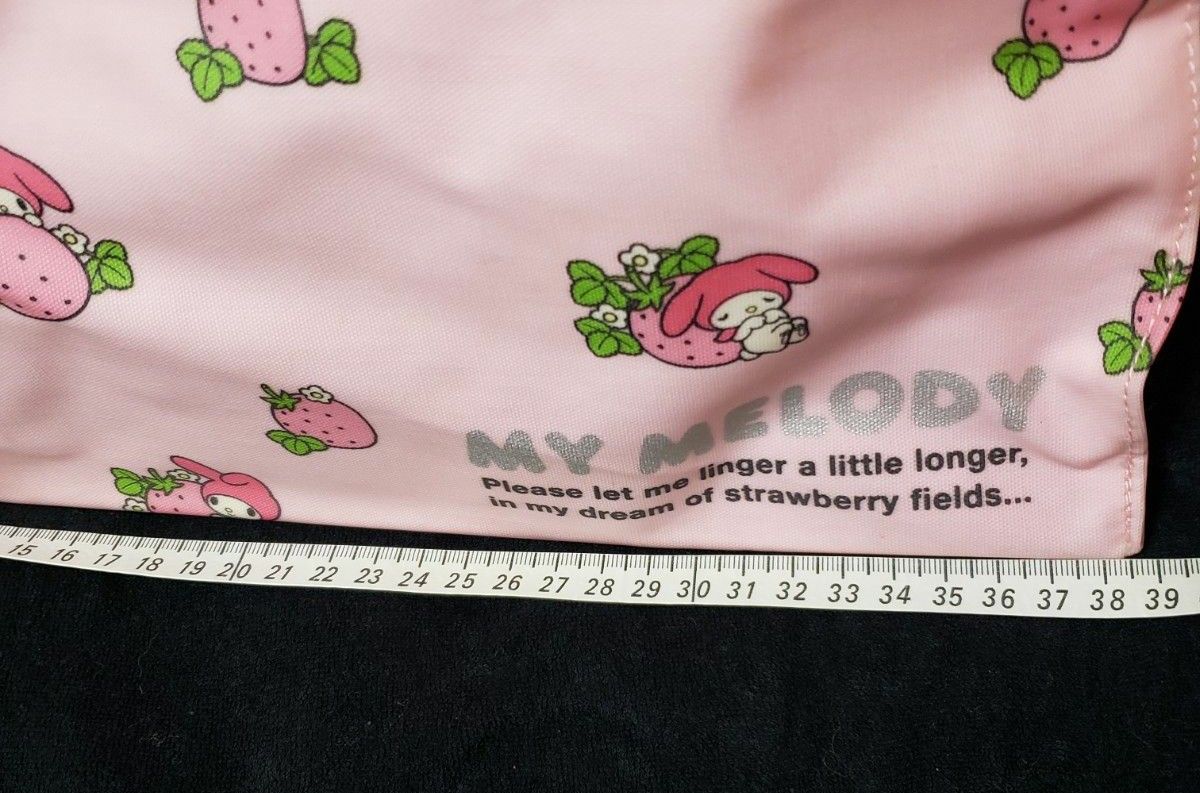 MY MELODY
Please let me linger a little longer,
in my dream of strawberry fields...
15 16 17 18 19 20 21 22 23 24 25 26 27 28 29 30 31 32 33 34 35 36 37 38 39